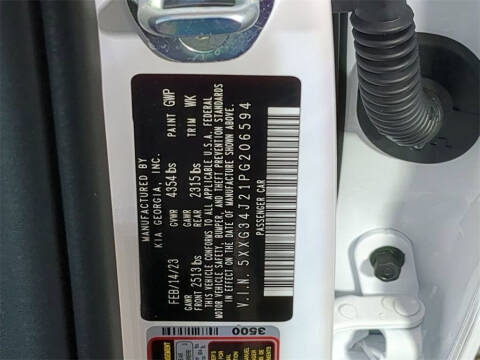 MANUFACTURED BY
KIA GEORGIA, INC.
FEB/14/23 GVWR 4354 lbs PAINT GWP
GAWR FRONT 2513 lbs GAWR REAR 2315 lbs TRIM WK
THIS VEHICLE CONFORMS TO ALL APPLICABLE U.S.A. FEDERAL
MOTOR VEHICLE SAFETY, BUMPER, AND THEFT PREVENTION STANDARDS
IN EFFECT ON THE DATE OF MANUFACTURE SHOWN ABOVE.
V.I.N. 5XXG34J21PG206594
PASSENGER CAR
3500